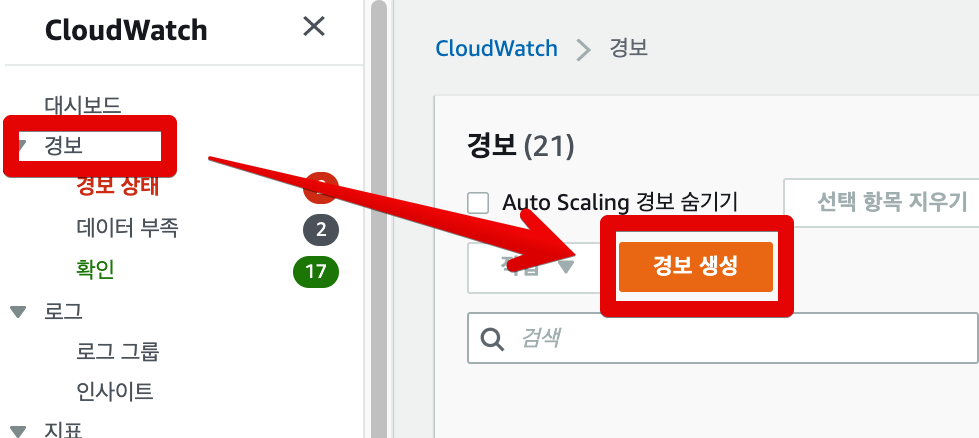 CloudWatch
대시보드
경보
경보 상태
데이터 부족
2
확인
17
로그
로그 그룹
인사이트
지표
CloudWatch
경보
경보 (21)
Auto Scaling 경보 숨기기
선택 항목 지우기
경보 생성
검색